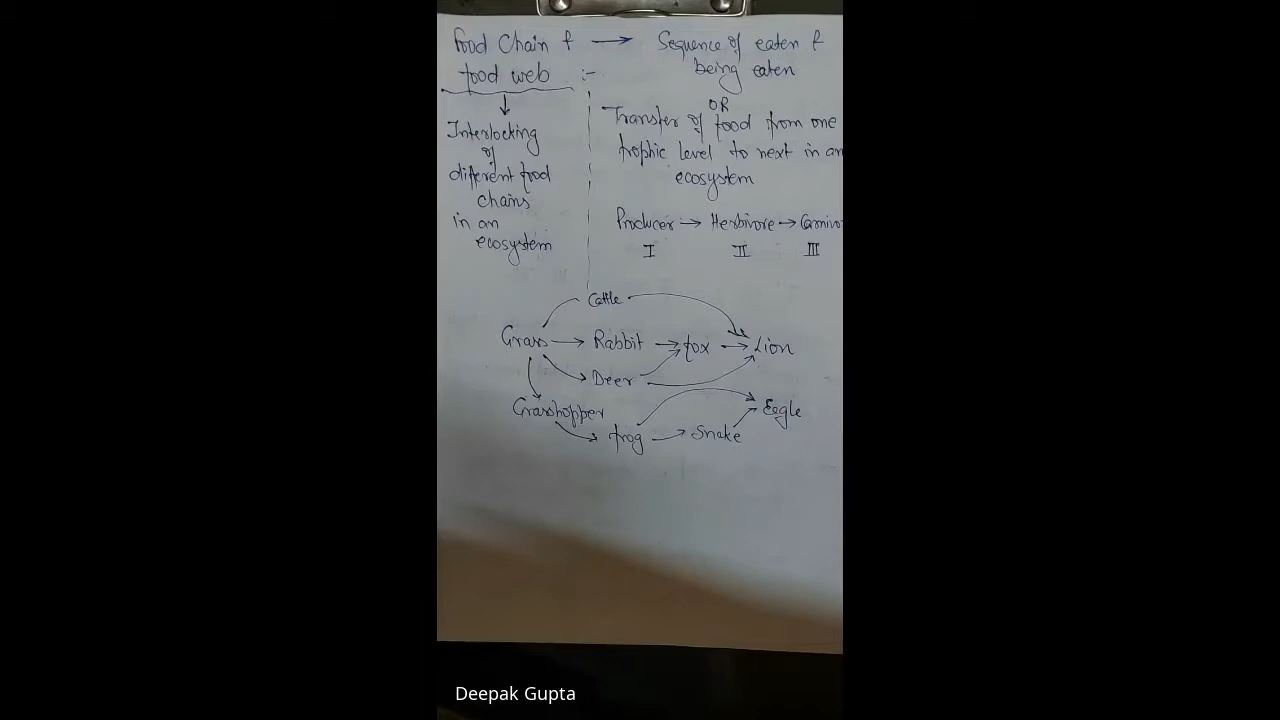 food Chain &
food web :-
Interlocking
of
different food
chains
in an
ecosystem
→ Sequence of eaten &
being eaten
OR
Transfer of food from one
trophic level to next in an
ecosystem
Producer → Herbivore → Carnivo
I II III
Cattle
Grass → Rabbit → fox → Lion
Deer
Grasshopper
Eagle
frog → Snake
Deepak Gupta